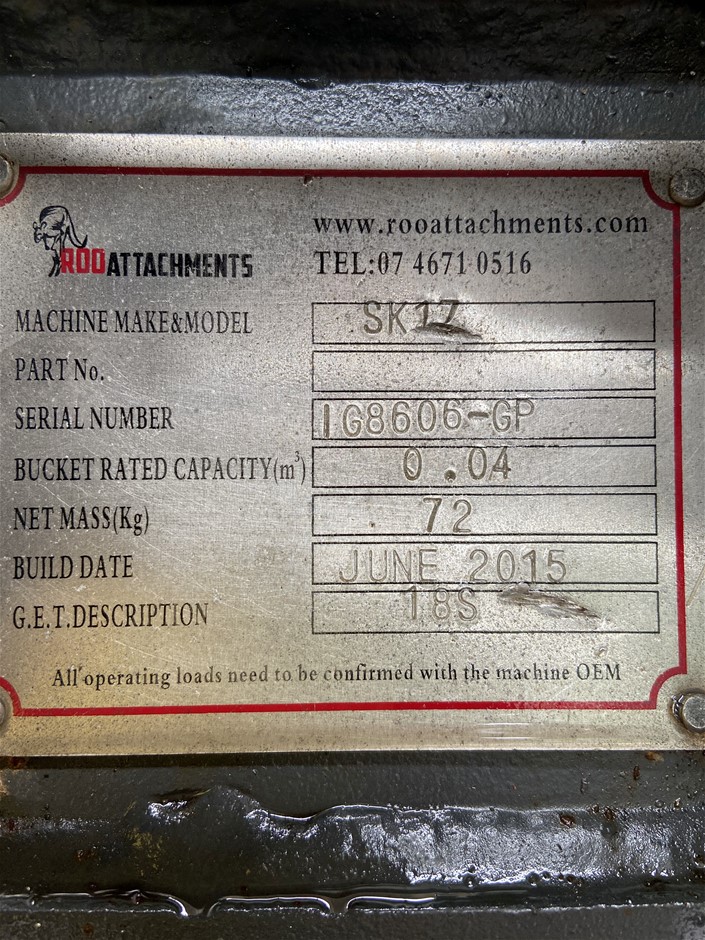 ROO ATTACHMENTS
www.rooattachments.com
TEL:07 4671 0516
MACHINE MAKE&MODEL SK17
PART No.
SERIAL NUMBER IG8606-GP
BUCKET RATED CAPACITY(m³) 0.04
NET MASS(Kg) 72
BUILD DATE JUNE 2015
G.E.T.DESCRIPTION 18S
All operating loads need to be confirmed with the machine OEM